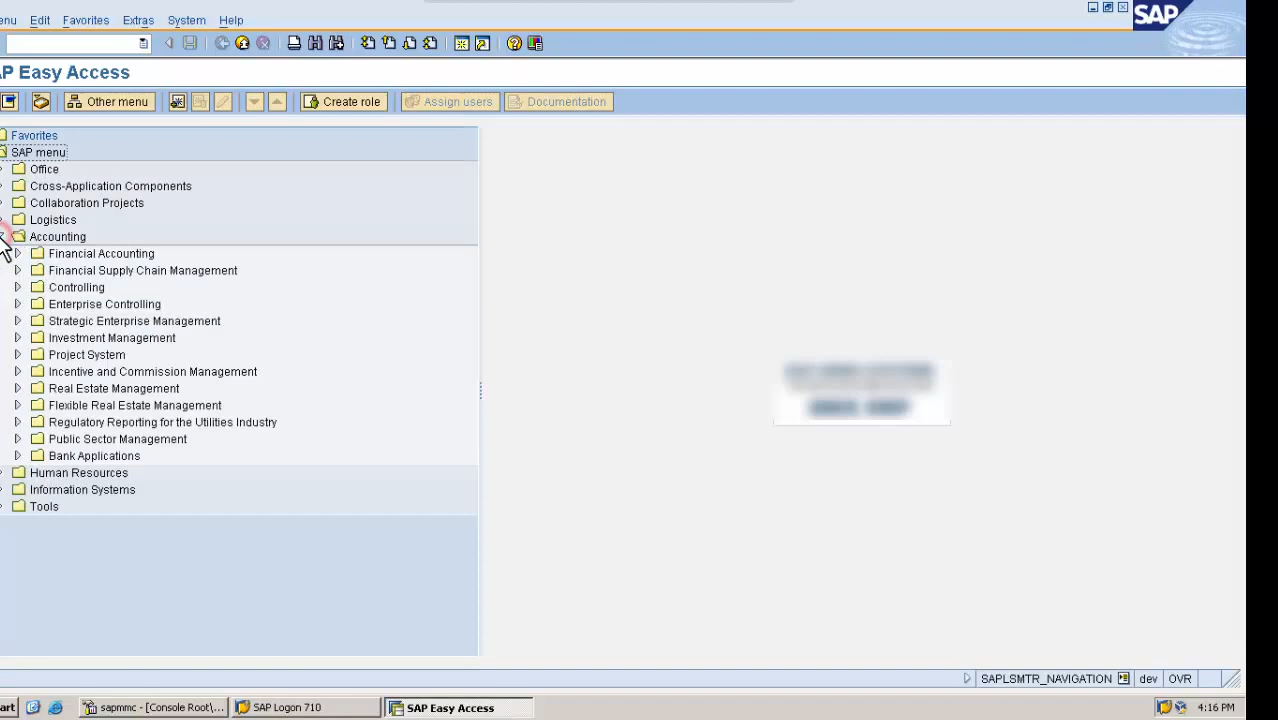 Edit Favorites Extras System Help
SAP
P Easy Access
Other menu Create role Assign users Documentation
Favorites
SAP menu
Office
Cross-Application Components
Collaboration Projects
Logistics
Accounting
Financial Accounting
Financial Supply Chain Management
Controlling
Enterprise Controlling
Strategic Enterprise Management
Investment Management
Project System
Incentive and Commission Management
Real Estate Management
Flexible Real Estate Management
Regulatory Reporting for the Utilities Industry
Public Sector Management
Bank Applications
Human Resources
Information Systems
Tools
SAPLSMTR_NAVIGATION dev OVR
art sapmmc - [Console Root\... SAP Logon 710 SAP Easy Access 4:16 PM